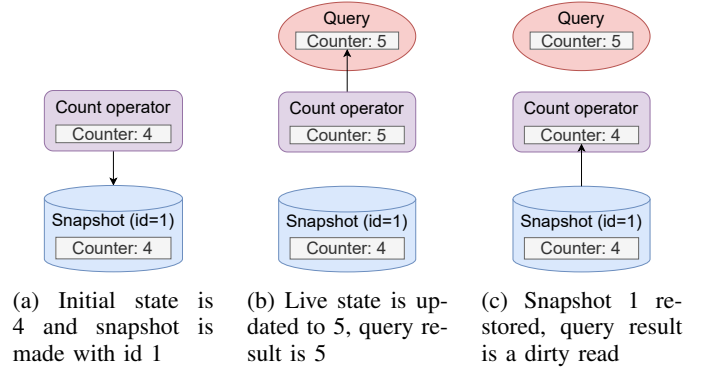 Query
Counter: 5
Query
Counter: 5
Count operator
Counter: 4
Count operator
Counter: 5
Count operator
Counter: 4
Snapshot (id=1)
Counter: 4
Snapshot (id=1)
Counter: 4
Snapshot (id=1)
Counter: 4
(a) Initial state is
4 and snapshot is
made with id 1
(b) Live state is up-
dated to 5, query re-
sult is 5
(c) Snapshot 1 re-
stored, query result
is a dirty read